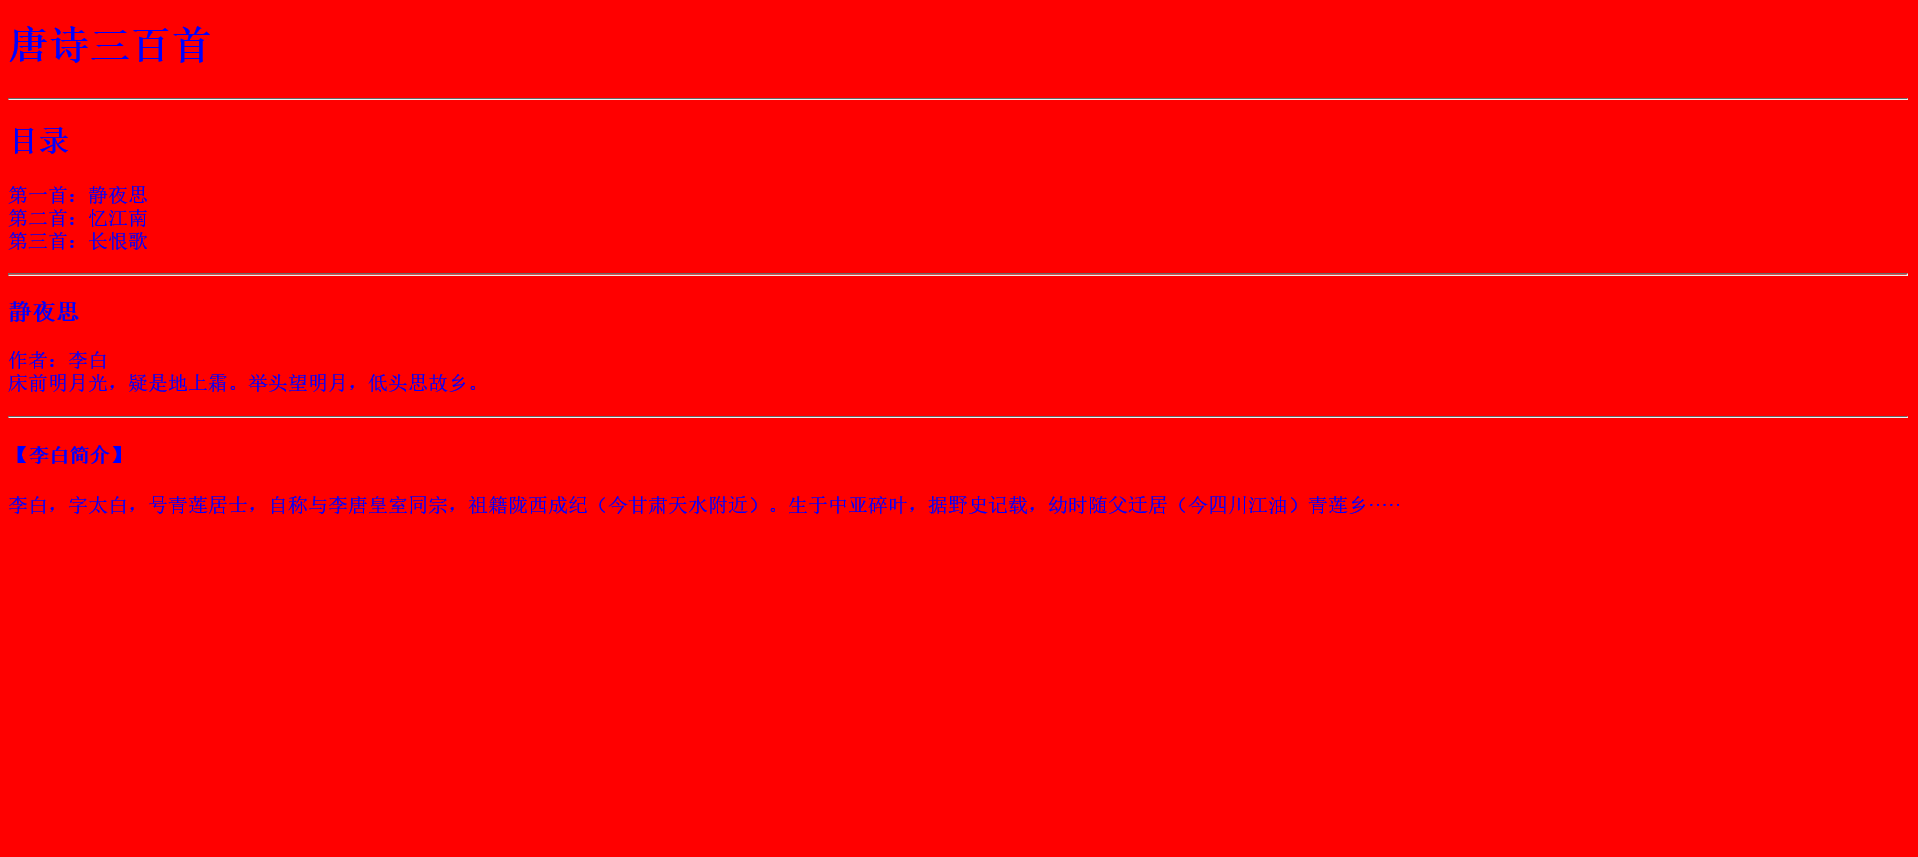 唐诗三百首
目录
第一首：静夜思
第二首：忆江南
第三首：长恨歌
静夜思
作者：李白
床前明月光，疑是地上霜。举头望明月，低头思故乡。
【李白简介】
李白，字太白，号青莲居士，自称与李唐皇室同宗，祖籍陇西成纪（今甘肃天水附近）。生于中亚碎叶，据野史记载，幼时随父迁居（今四川江油）青莲乡·····